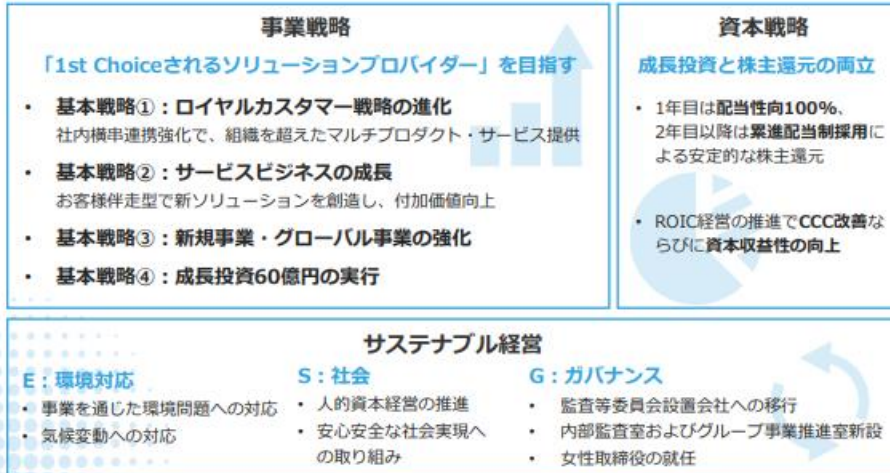 事業戦略
「1st Choiceされるソリューションプロバイダー」を目指す
• 基本戦略①:ロイヤルカスタマー戦略の進化
社内横串連携強化で、組織を超えたマルチプロダクト・サービス提供
• 基本戦略②:サービスビジネスの成長
お客様伴走型で新ソリューションを創造し、付加価値向上
• 基本戦略③:新規事業・グローバル事業の強化
• 基本戦略④:成長投資60億円の実行
資本戦略
成長投資と株主還元の両立
• 1年目は配当性向100%、
2年目以降は累進配当制採用に
よる安定的な株主還元
• ROIC経営の推進でCCC改善な
らびに資本収益性の向上
サステナブル経営
E:環境対応
• 事業を通じた環境問題への対応
• 気候変動への対応
S:社会
• 人的資本経営の推進
• 安心安全な社会実現へ
の取り組み
G:ガバナンス
• 監査等委員会設置会社への移行
• 内部監査室およびグループ事業推進室新設
• 女性取締役の就任